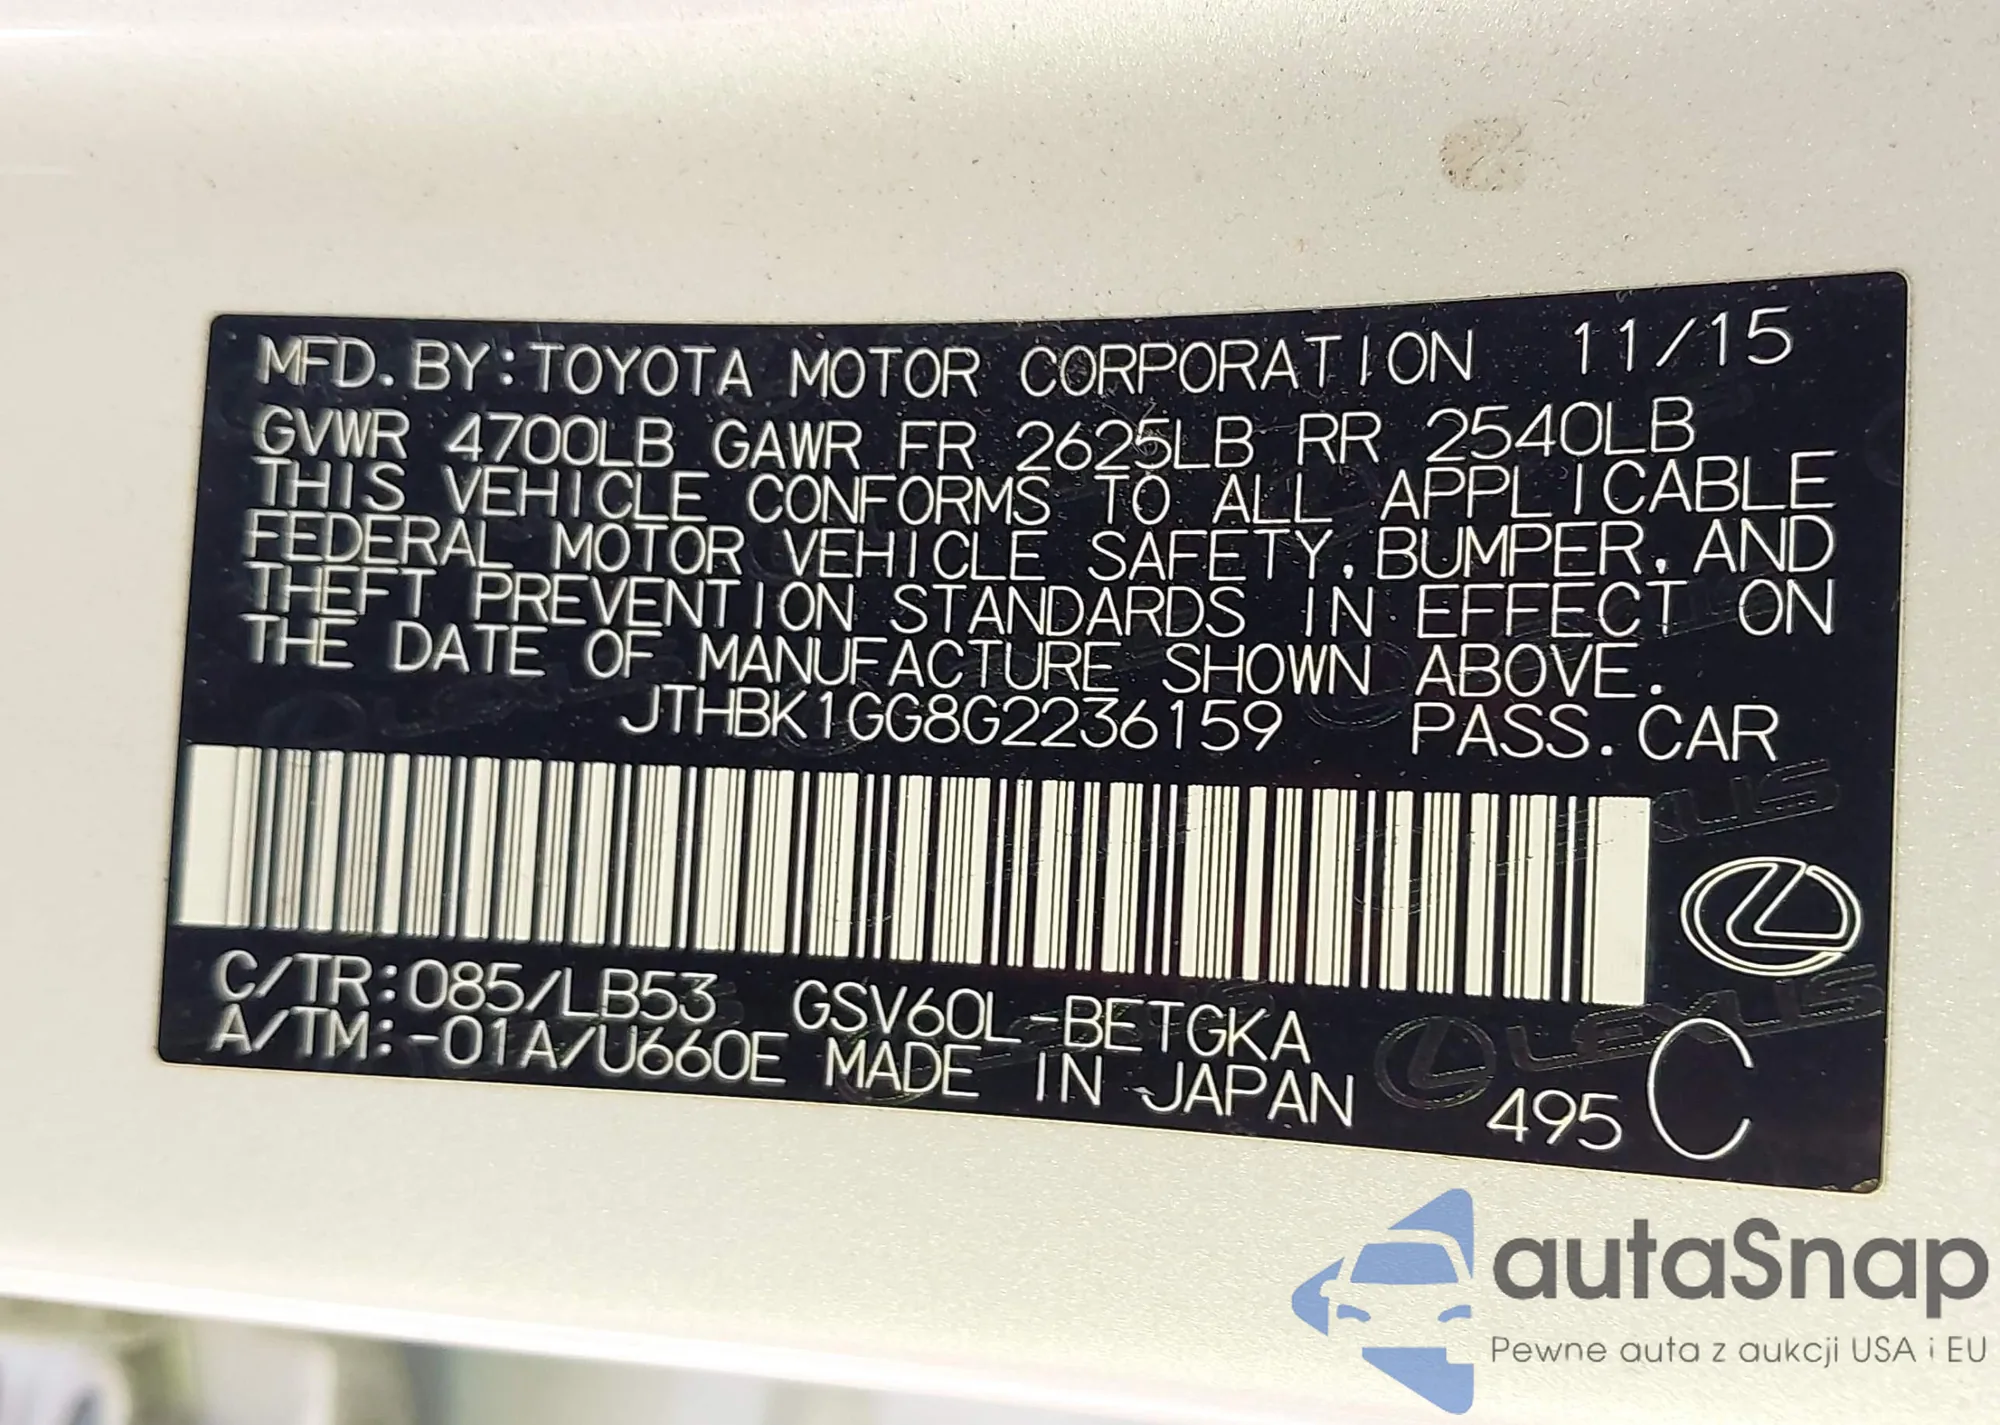 MFD. BY: TOYOTA MOTOR CORPORATION 11/15
GVWR 4700LB GAWR FR 2625LB RR 2540LB
THIS VEHICLE CONFORMS TO ALL APPLICABLE
FEDERAL MOTOR VEHICLE SAFETY, BUMPER, AND
THEFT PREVENTION STANDARDS IN EFFECT ON
THE DATE OF MANUFACTURE SHOWN ABOVE.
JTHBK1GG8G2236159 PASS. CAR
C/TR: 085/LB53 GSV60L-BETGKA
A/TM: -01A/U660E MADE IN JAPAN 495 C
LEXUS
autaSnap
Pewne auta z aukcji USA i EU